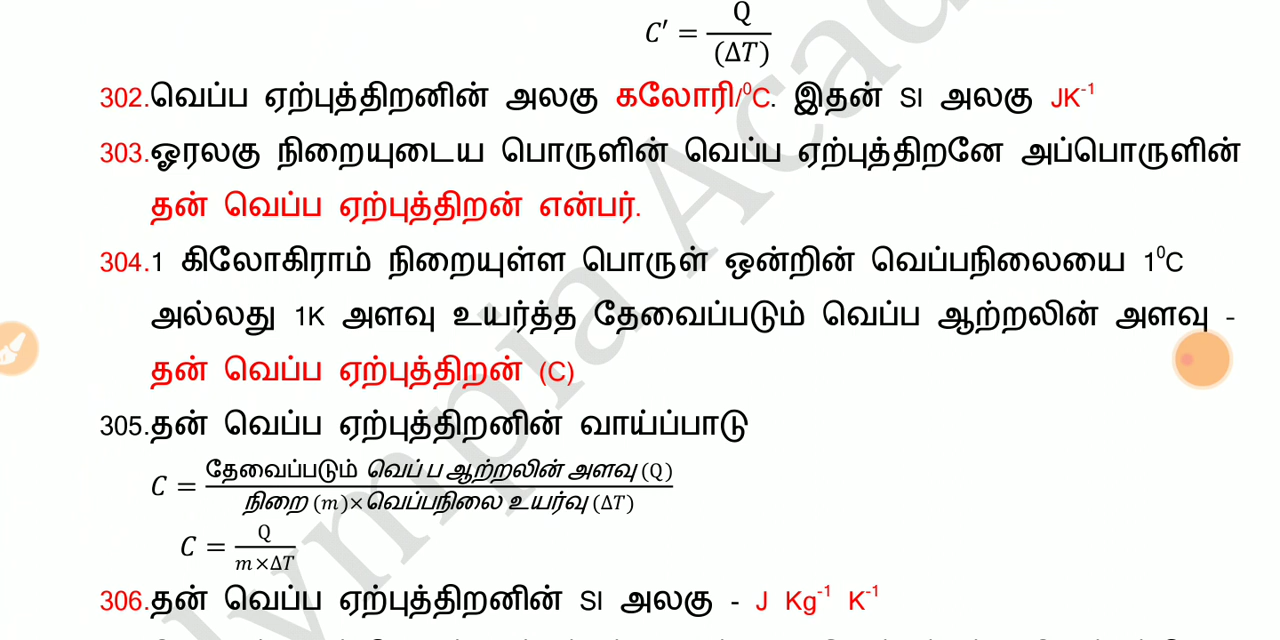 C′ = Q / (ΔT)
302.வெப்ப ஏற்புத்திறனின் அலகு கலோரி/⁰C. இதன் SI அலகு JK⁻¹
303.ஓரலகு நிறையுடைய பொருளின் வெப்ப ஏற்புத்திறனே அப்பொருளின்
தன் வெப்ப ஏற்புத்திறன் என்பர்.
304.1 கிலோகிராம் நிறையுள்ள பொருள் ஒன்றின் வெப்பநிலையை 1⁰C
அல்லது 1K அளவு உயர்த்த தேவைப்படும் வெப்ப ஆற்றலின் அளவு -
தன் வெப்ப ஏற்புத்திறன் (C)
305.தன் வெப்ப ஏற்புத்திறனின் வாய்ப்பாடு
C = தேவைப்படும் வெப்ப ஆற்றலின் அளவு (Q) / நிறை (m)×வெப்பநிலை உயர்வு (ΔT)
C = Q / m×ΔT
306.தன் வெப்ப ஏற்புத்திறனின் SI அலகு - J Kg⁻¹ K⁻¹